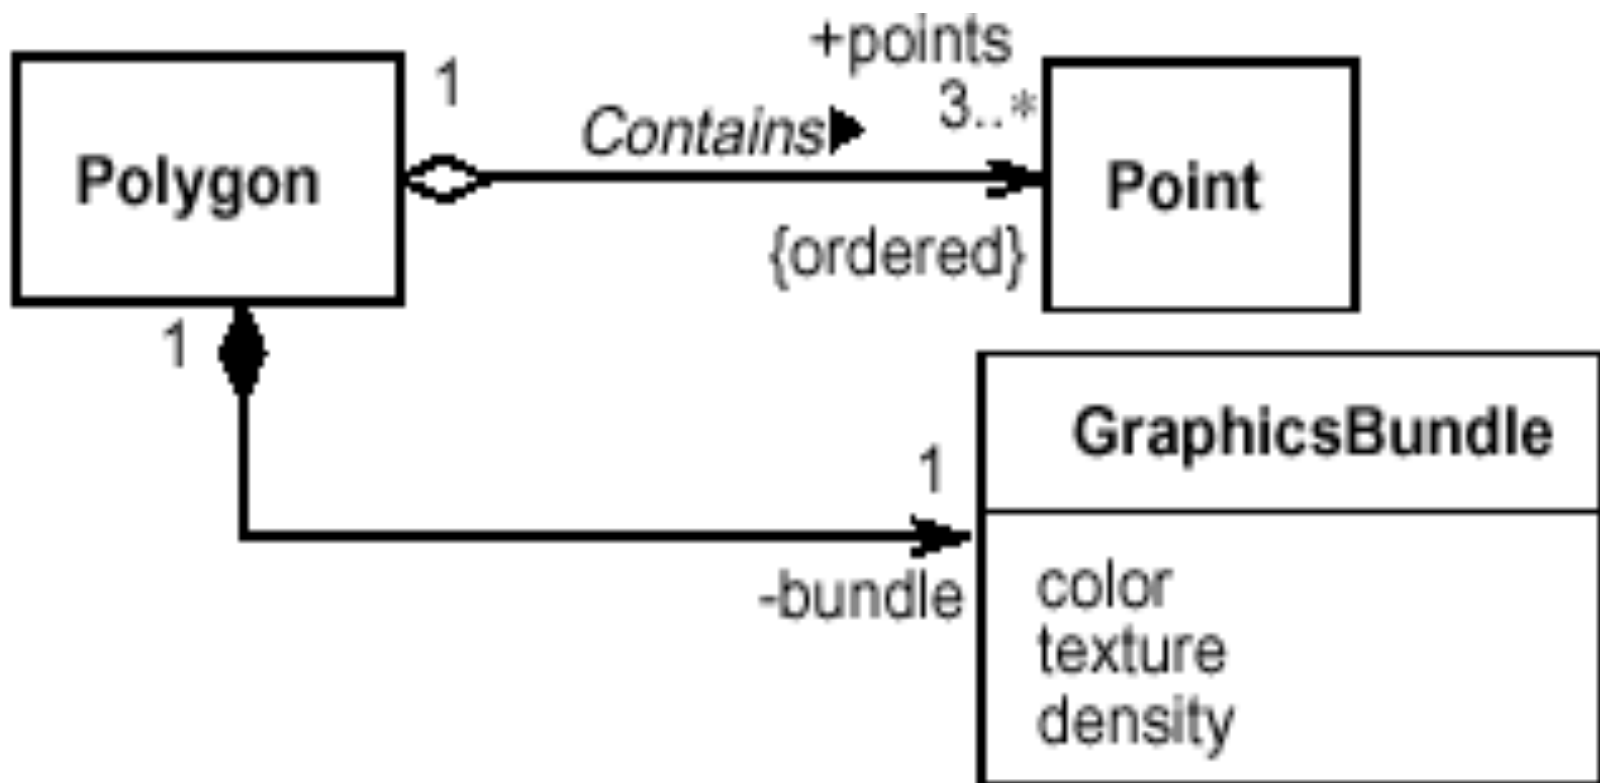 +points
1
3..*
Contains
Polygon
Point
{ordered}
1
GraphicsBundle
1
-bundle
color
texture
density